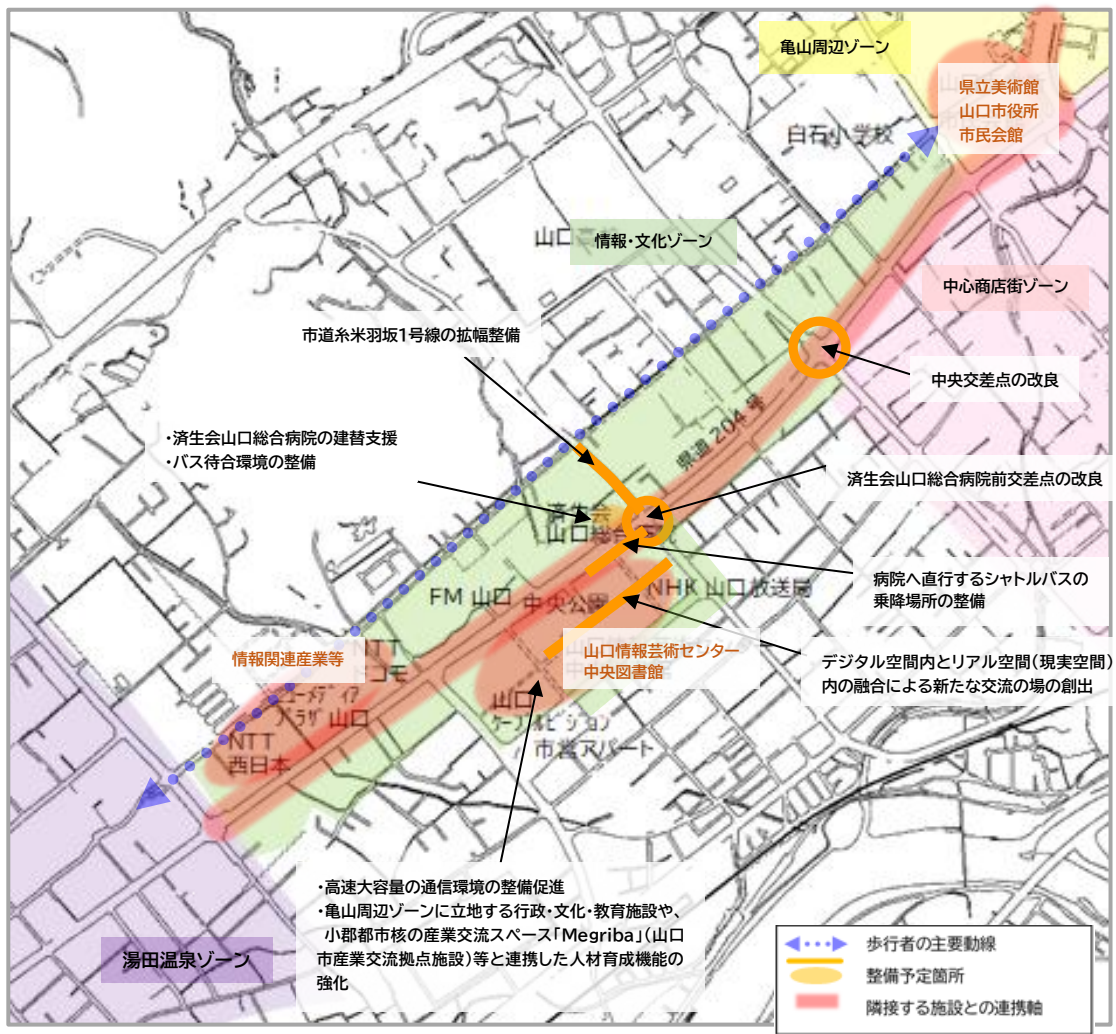 亀山周辺ゾーン
県立美術館
山口市役所
市民会館
白石小学校
情報・文化ゾーン
中心商店街ゾーン
市道糸米羽坂1号線の拡幅整備
中央交差点の改良
県道204号
・済生会山口総合病院の建替支援
・バス待合環境の整備
済生会山口総合病院前交差点の改良
済生会
山口総合
病院へ直行するシャトルバスの
乗降場所の整備
FM 山口
中央公園
NHK 山口放送局
山口情報芸術センター
中央図書館
デジタル空間内とリアル空間(現実空間)
内の融合による新たな交流の場の創出
情報関連産業等
NTT
ドコモ
ニューメディア
プラザ山口
NTT
西日本
山口
ケーブルビジョン
市営アパート
・高速大容量の通信環境の整備促進
・亀山周辺ゾーンに立地する行政・文化・教育施設や、
小郡都市核の産業交流スペース「Megriba」(山口
市産業交流拠点施設)等と連携した人材育成機能の
強化
湯田温泉ゾーン
歩行者の主要動線
整備予定箇所
隣接する施設との連携軸